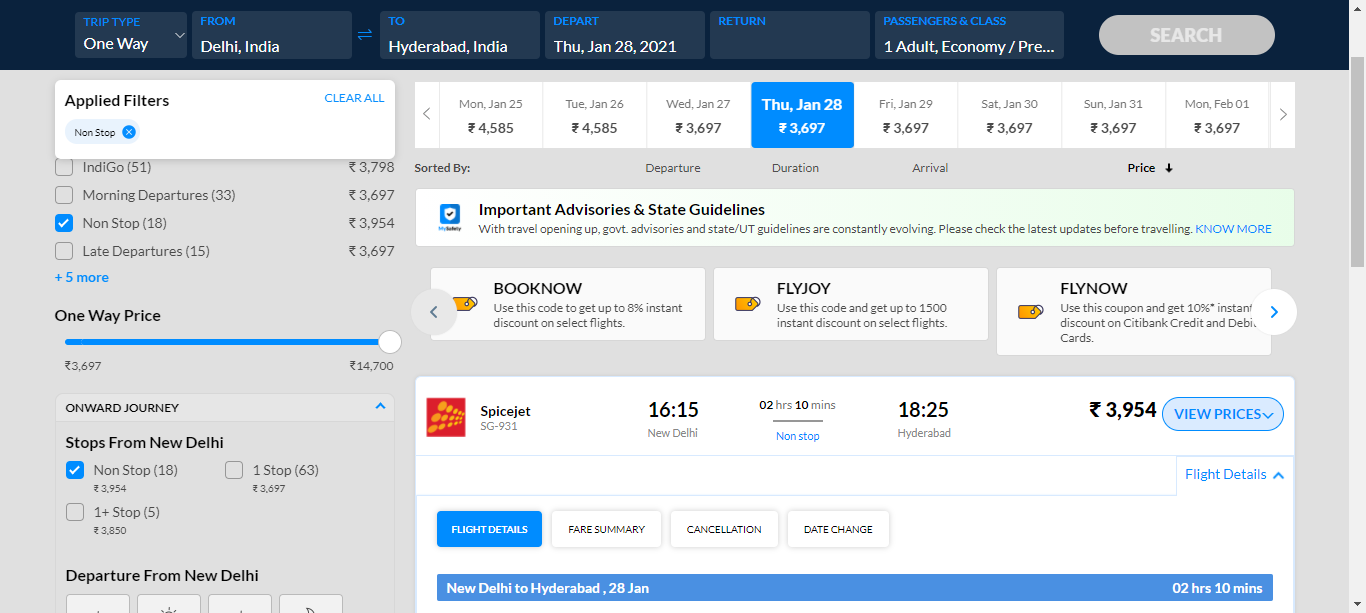 TRIP TYPE
One Way
FROM
Delhi, India
TO
Hyderabad, India
DEPART
Thu, Jan 28, 2021
RETURN
PASSENGERS & CLASS
1 Adult, Economy / Pre...
SEARCH
Applied Filters
CLEAR ALL
Non Stop
IndiGo (51) ₹ 3,798
Morning Departures (33) ₹ 3,697
Non Stop (18) ₹ 3,954
Late Departures (15) ₹ 3,697
+ 5 more
One Way Price
₹3,697 ₹14,700
ONWARD JOURNEY
Stops From New Delhi
Non Stop (18)
₹ 3,954
1 Stop (63)
₹ 3,697
1+ Stop (5)
₹ 3,850
Departure From New Delhi
Mon, Jan 25
₹ 4,585
Tue, Jan 26
₹ 4,585
Wed, Jan 27
₹ 3,697
Thu, Jan 28
₹ 3,697
Fri, Jan 29
₹ 3,697
Sat, Jan 30
₹ 3,697
Sun, Jan 31
₹ 3,697
Mon, Feb 01
₹ 3,697
Sorted By: Departure Duration Arrival Price
MySafety
Important Advisories & State Guidelines
With travel opening up, govt. advisories and state/UT guidelines are constantly evolving. Please check the latest updates before travelling. KNOW MORE
BOOKNOW
Use this code to get up to 8% instant
discount on select flights.
FLYJOY
Use this code and get up to 1500
instant discount on select flights.
FLYNOW
Use this coupon and get 10%* instant
discount on Citibank Credit and Debit
Cards.
Spicejet
SG-931
16:15
New Delhi
02 hrs 10 mins
Non stop
18:25
Hyderabad
₹ 3,954
VIEW PRICES
Flight Details
FLIGHT DETAILS
FARE SUMMARY
CANCELLATION
DATE CHANGE
New Delhi to Hyderabad , 28 Jan 02 hrs 10 mins